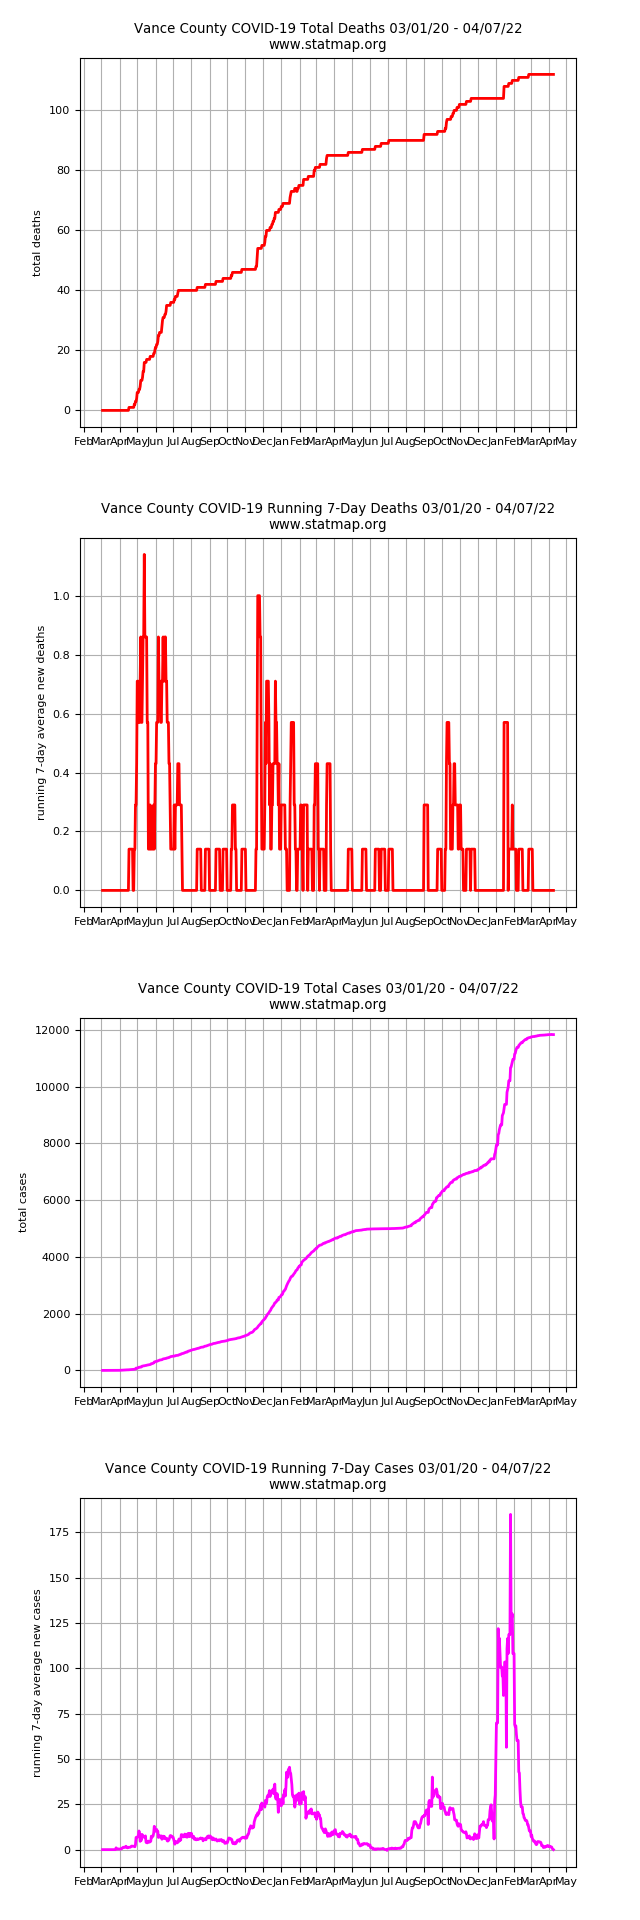 Vance County COVID-19 Total Deaths 03/01/20 - 04/07/22
www.statmap.org
100
80
60
40
20
0
total deaths
Feb Mar Apr May Jun Jul Aug Sep Oct Nov Dec Jan Feb Mar Apr May Jun Jul Aug Sep Oct Nov Dec Jan Feb Mar Apr May
Vance County COVID-19 Running 7-Day Deaths 03/01/20 - 04/07/22
www.statmap.org
1.0
0.8
0.6
0.4
0.2
0.0
running 7-day average new deaths
Feb Mar Apr May Jun Jul Aug Sep Oct Nov Dec Jan Feb Mar Apr May Jun Jul Aug Sep Oct Nov Dec Jan Feb Mar Apr May
Vance County COVID-19 Total Cases 03/01/20 - 04/07/22
www.statmap.org
12000
10000
8000
6000
4000
2000
0
total cases
Feb Mar Apr May Jun Jul Aug Sep Oct Nov Dec Jan Feb Mar Apr May Jun Jul Aug Sep Oct Nov Dec Jan Feb Mar Apr May
Vance County COVID-19 Running 7-Day Cases 03/01/20 - 04/07/22
www.statmap.org
175
150
125
100
75
50
25
0
running 7-day average new cases
Feb Mar Apr May Jun Jul Aug Sep Oct Nov Dec Jan Feb Mar Apr May Jun Jul Aug Sep Oct Nov Dec Jan Feb Mar Apr May